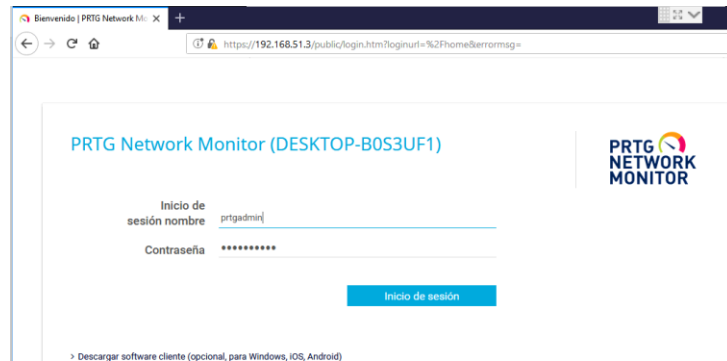 Bienvenido | PRTG Network Mo
https://192.168.51.3/public/login.htm?loginurl=%2Fhome&errormsg=
PRTG Network Monitor (DESKTOP-B0S3UF1)
PRTG
NETWORK
MONITOR
Inicio de
sesión nombre
prtgadmin
Contraseña
••••••••••
Inicio de sesión
> Descargar software cliente (opcional, para Windows, iOS, Android)